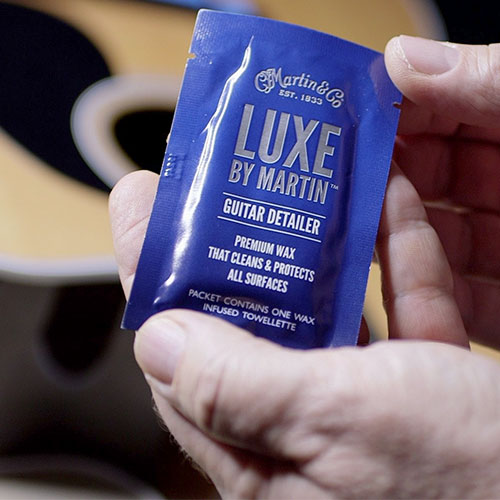 Martin & Co
EST. 1833
LUXE
BY MARTIN™
GUITAR DETAILER
PREMIUM WAX
THAT CLEANS & PROTECTS
ALL SURFACES
PACKET CONTAINS ONE WAX
INFUSED TOWELETTE